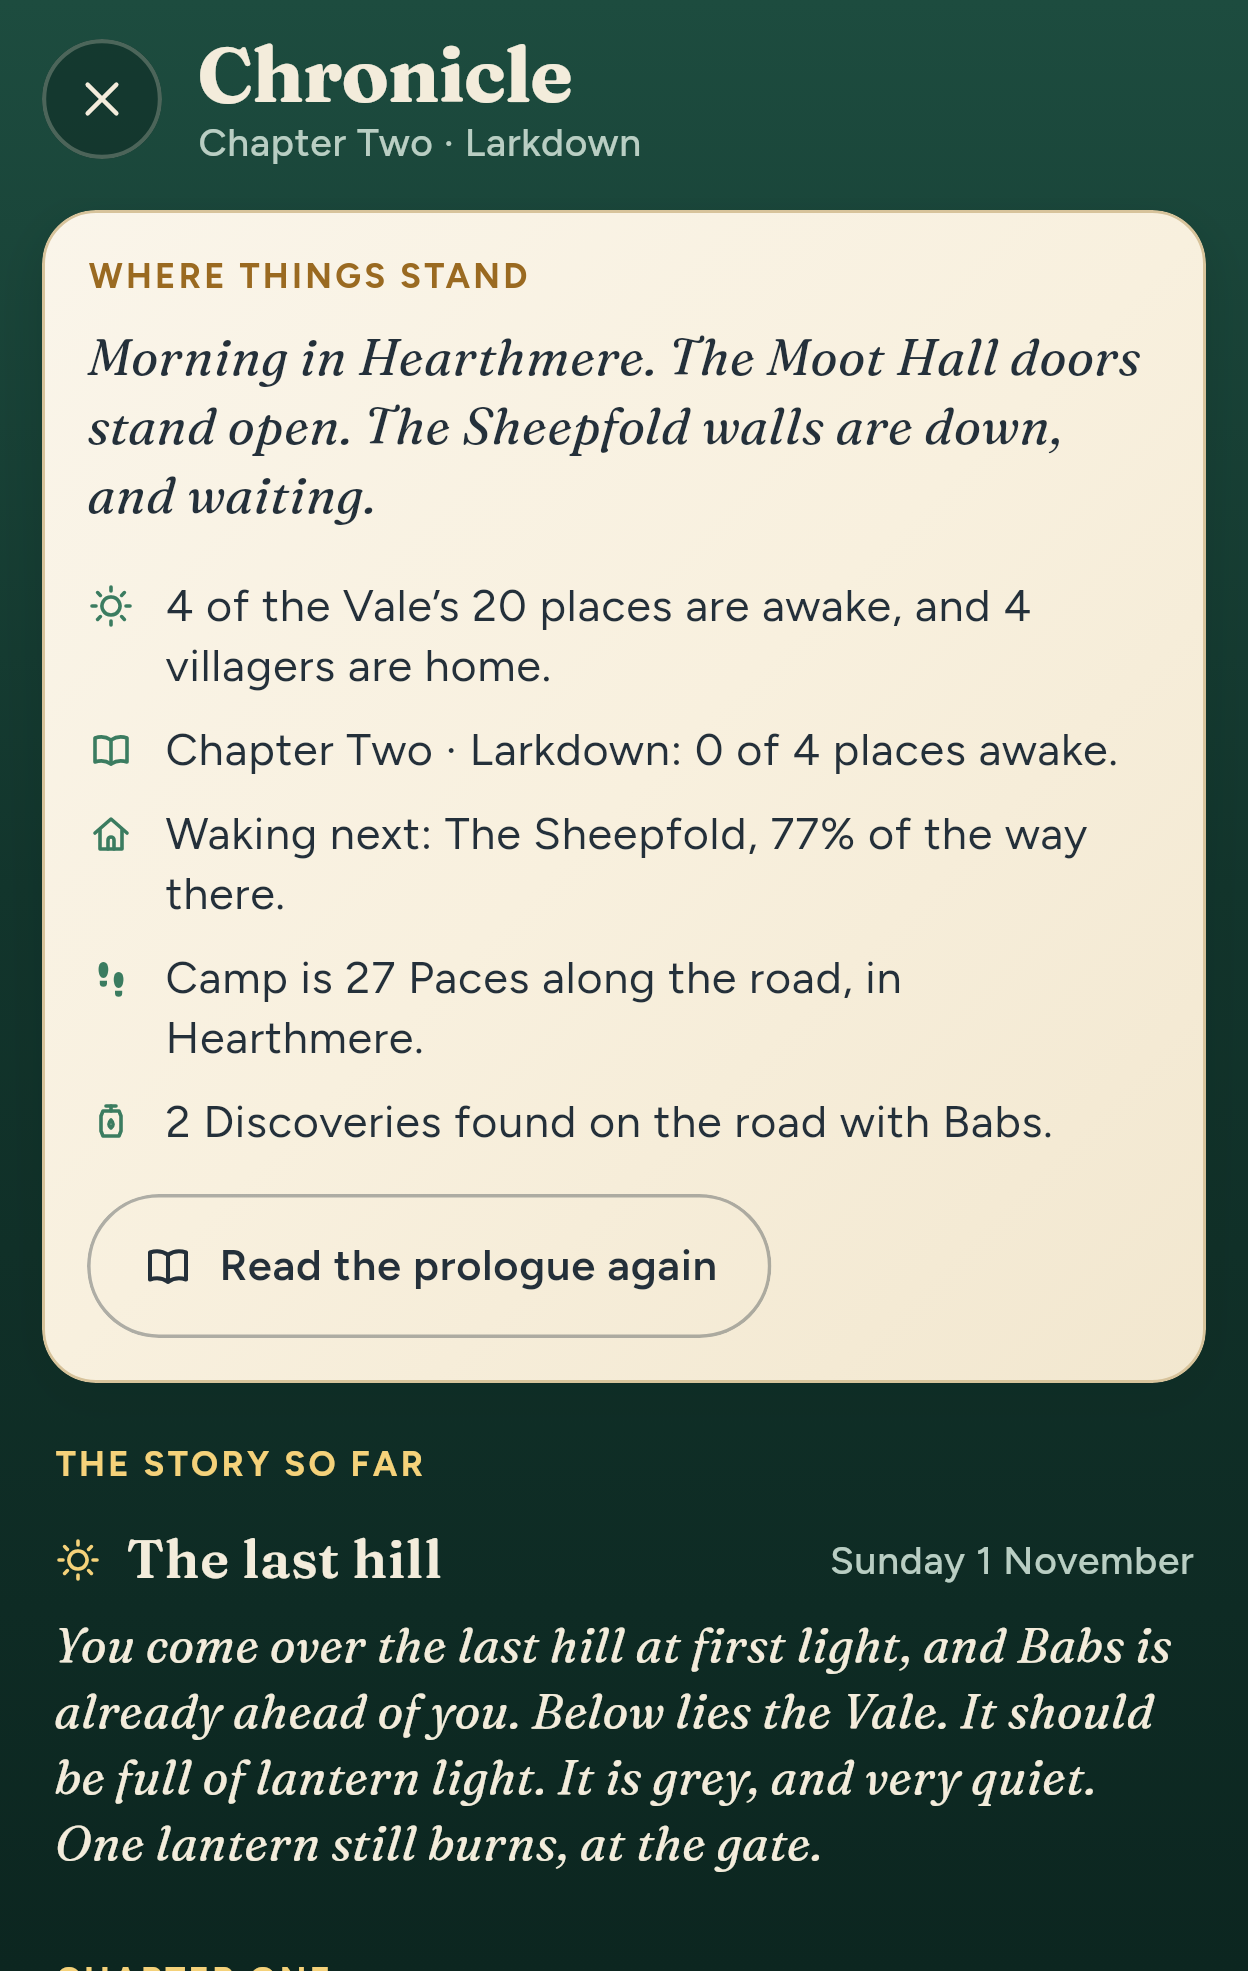 Chronicle
Chapter Two · Larkdown
WHERE THINGS STAND
Morning in Hearthmere. The Moot Hall doors
stand open. The Sheepfold walls are down,
and waiting.
4 of the Vale’s 20 places are awake, and 4
villagers are home.
Chapter Two · Larkdown: 0 of 4 places awake.
Waking next: The Sheepfold, 77% of the way
there.
Camp is 27 Paces along the road, in
Hearthmere.
2 Discoveries found on the road with Babs.
Read the prologue again
THE STORY SO FAR
The last hill
Sunday 1 November
You come over the last hill at first light, and Babs is
already ahead of you. Below lies the Vale. It should
be full of lantern light. It is grey, and very quiet.
One lantern still burns, at the gate.
CHAPTER ONE